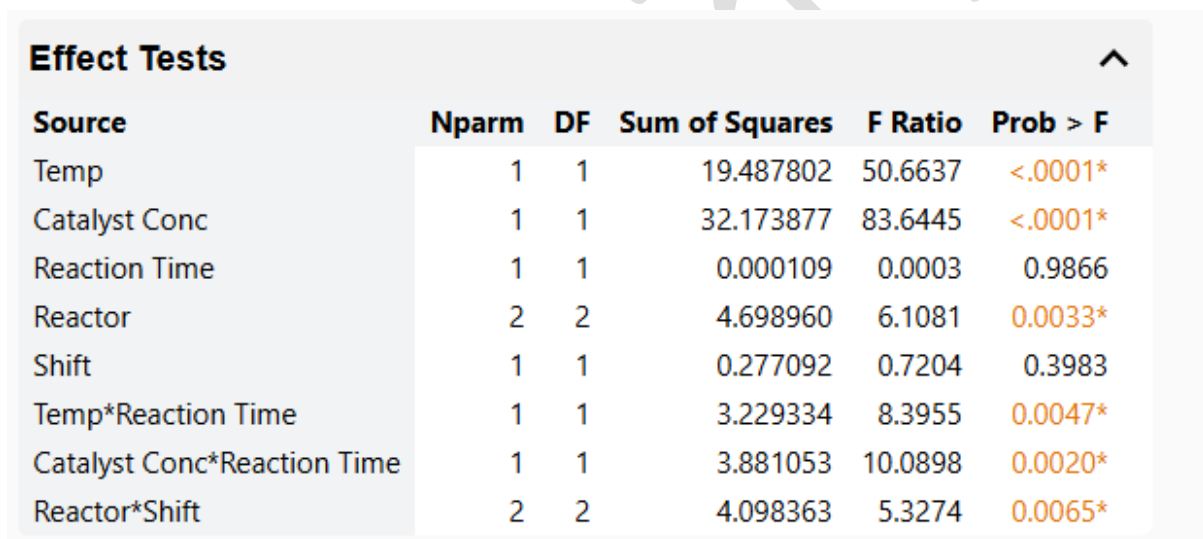 Effect Tests
Source Nparm DF Sum of Squares F Ratio Prob > F
Temp 1 1 19.487802 50.6637 <.0001*
Catalyst Conc 1 1 32.173877 83.6445 <.0001*
Reaction Time 1 1 0.000109 0.0003 0.9866
Reactor 2 2 4.698960 6.1081 0.0033*
Shift 1 1 0.277092 0.7204 0.3983
Temp*Reaction Time 1 1 3.229334 8.3955 0.0047*
Catalyst Conc*Reaction Time 1 1 3.881053 10.0898 0.0020*
Reactor*Shift 2 2 4.098363 5.3274 0.0065*